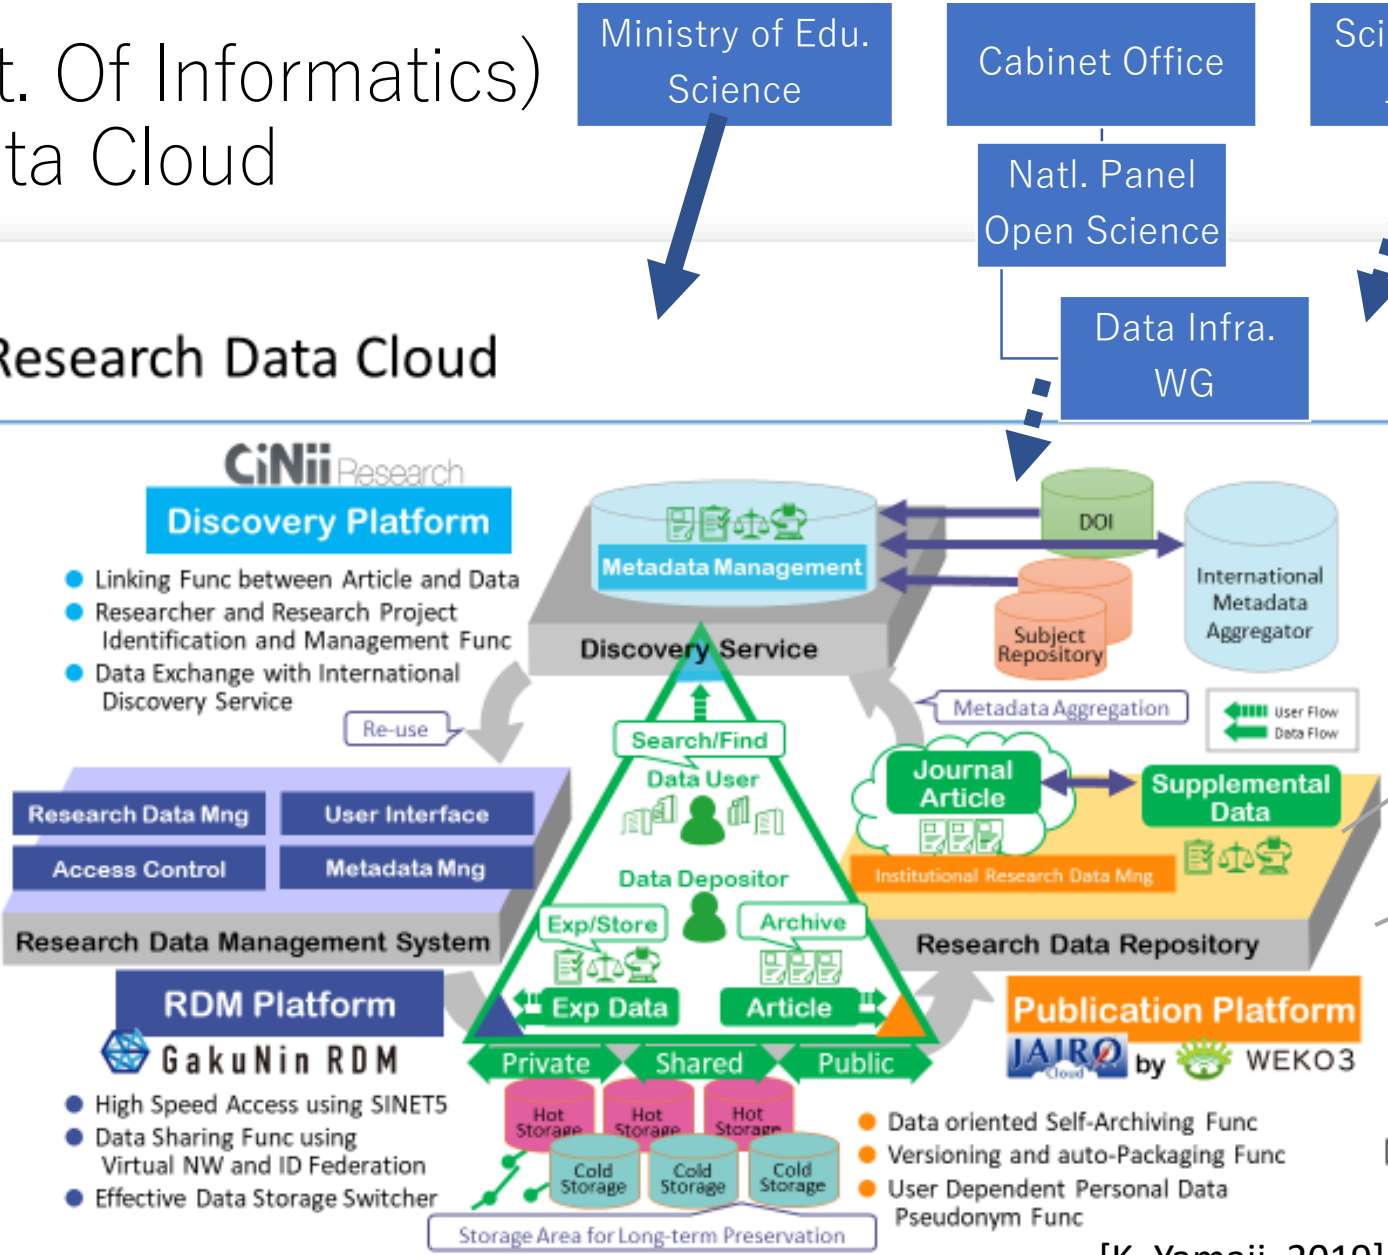 t. Of Informatics)
ta Cloud
Ministry of Edu.
Science
Cabinet Office
Sci
Natl. Panel
Open Science
Data Infra.
WG
Research Data Cloud
CiNii Research
Discovery Platform
Linking Func between Article and Data
Researcher and Research Project
Identification and Management Func
Data Exchange with International
Discovery Service
Metadata Management
Discovery Service
DOI
Subject
Repository
International
Metadata
Aggregator
Re-use
Metadata Aggregation
User Flow
Data Flow
Search/Find
Data User
Data Depositor
Exp/Store
Archive
Exp Data
Article
Research Data Mng
User Interface
Access Control
Metadata Mng
Research Data Management System
Journal
Article
Supplemental
Data
Institutional Research Data Mng
Research Data Repository
RDM Platform
GakuNin RDM
High Speed Access using SINET5
Data Sharing Func using
Virtual NW and ID Federation
Effective Data Storage Switcher
Private
Shared
Public
Hot
Storage
Hot
Storage
Hot
Storage
Cold
Storage
Cold
Storage
Cold
Storage
Storage Area for Long-term Preservation
Publication Platform
JAIRO
Cloud
by
WEKO3
Data oriented Self-Archiving Func
Versioning and auto-Packaging Func
User Dependent Personal Data
Pseudonym Func
[K. Yamaji, 2019]